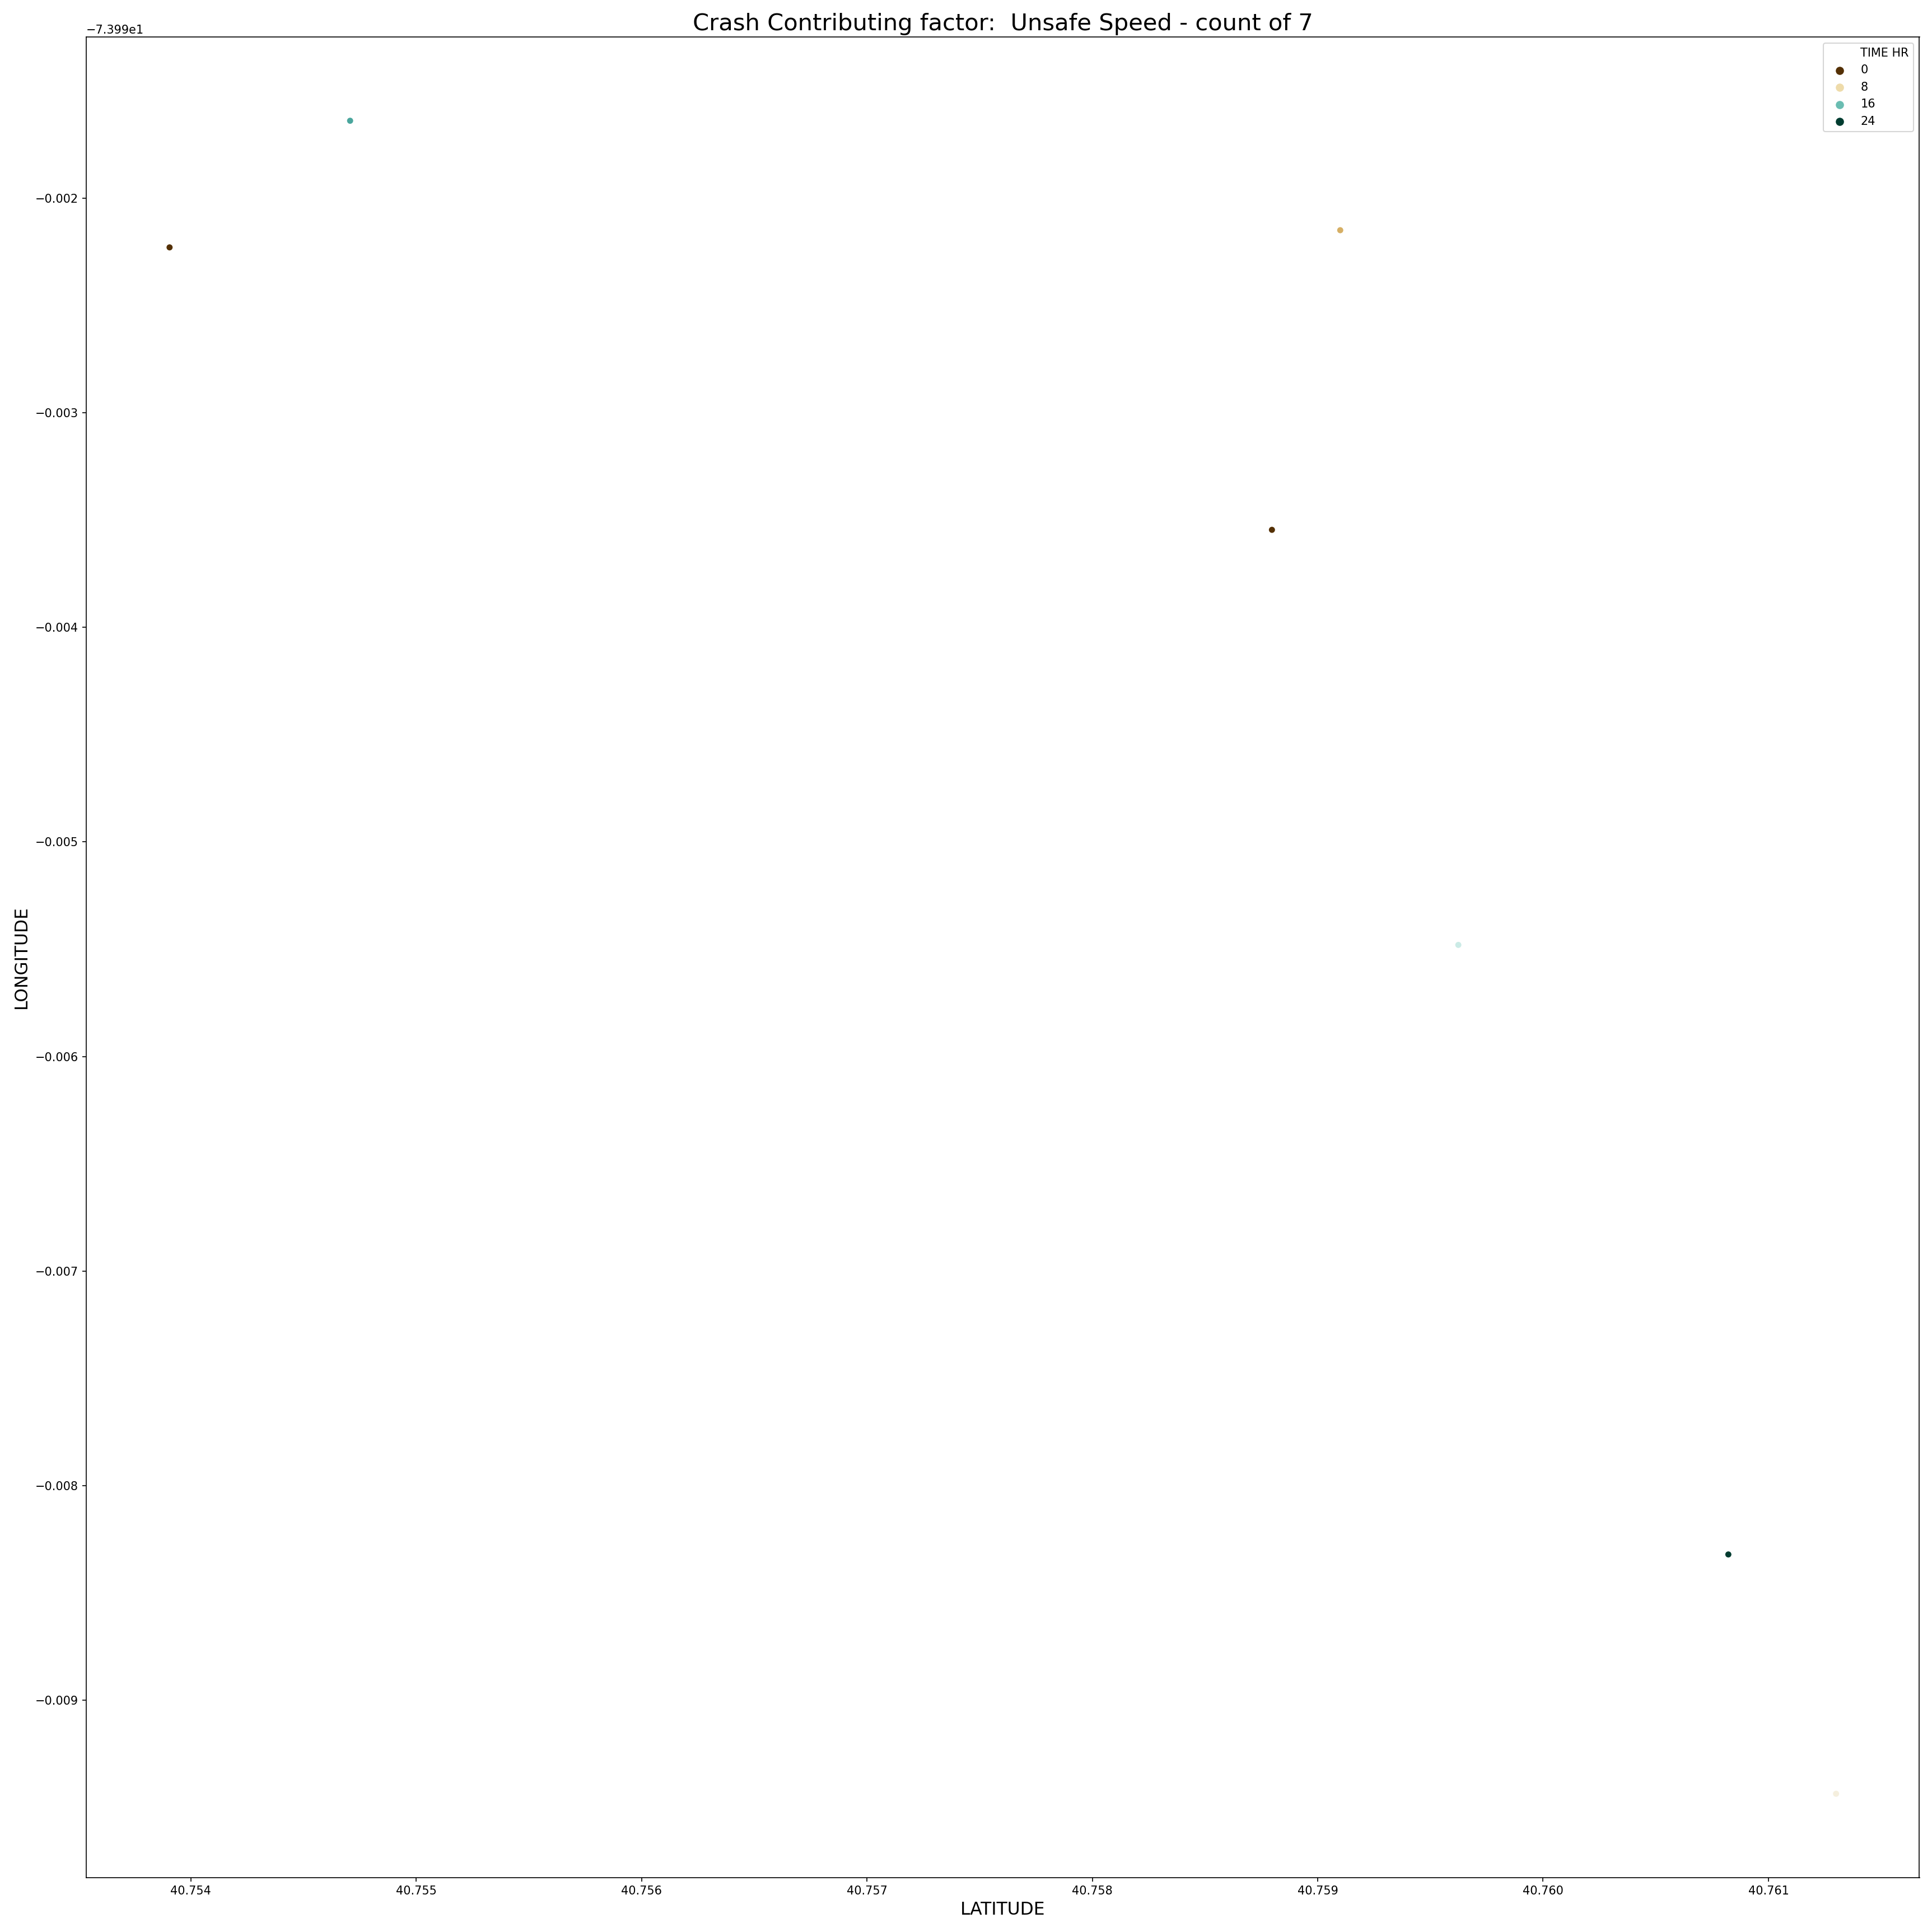 Crash Contributing factor:  Unsafe Speed - count of 7
−7.399e1
TIME HR
0
8
16
24
−0.002
−0.003
−0.004
−0.005
−0.006
−0.007
−0.008
−0.009
LONGITUDE
40.754 40.755 40.756 40.757 40.758 40.759 40.760 40.761
LATITUDE